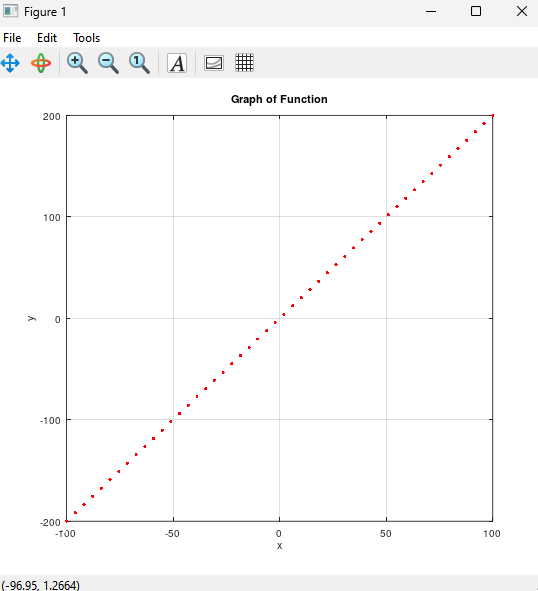 Figure 1
File Edit Tools
1 A
Graph of Function
200
100
0
-100
-200
y
-100 -50 0 50 100
x
(-96.95, 1.2664)